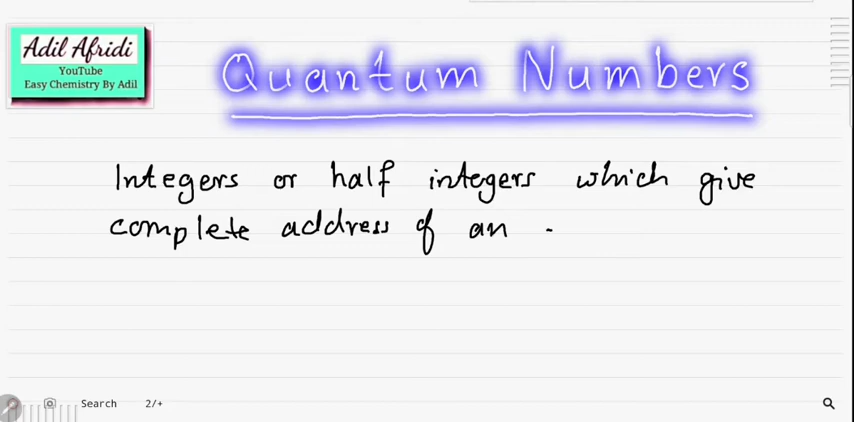 Adil Afridi
YouTube
Easy Chemistry By Adil
Quantum Numbers
Integers or half integers which give
complete address of an
Search 2/+